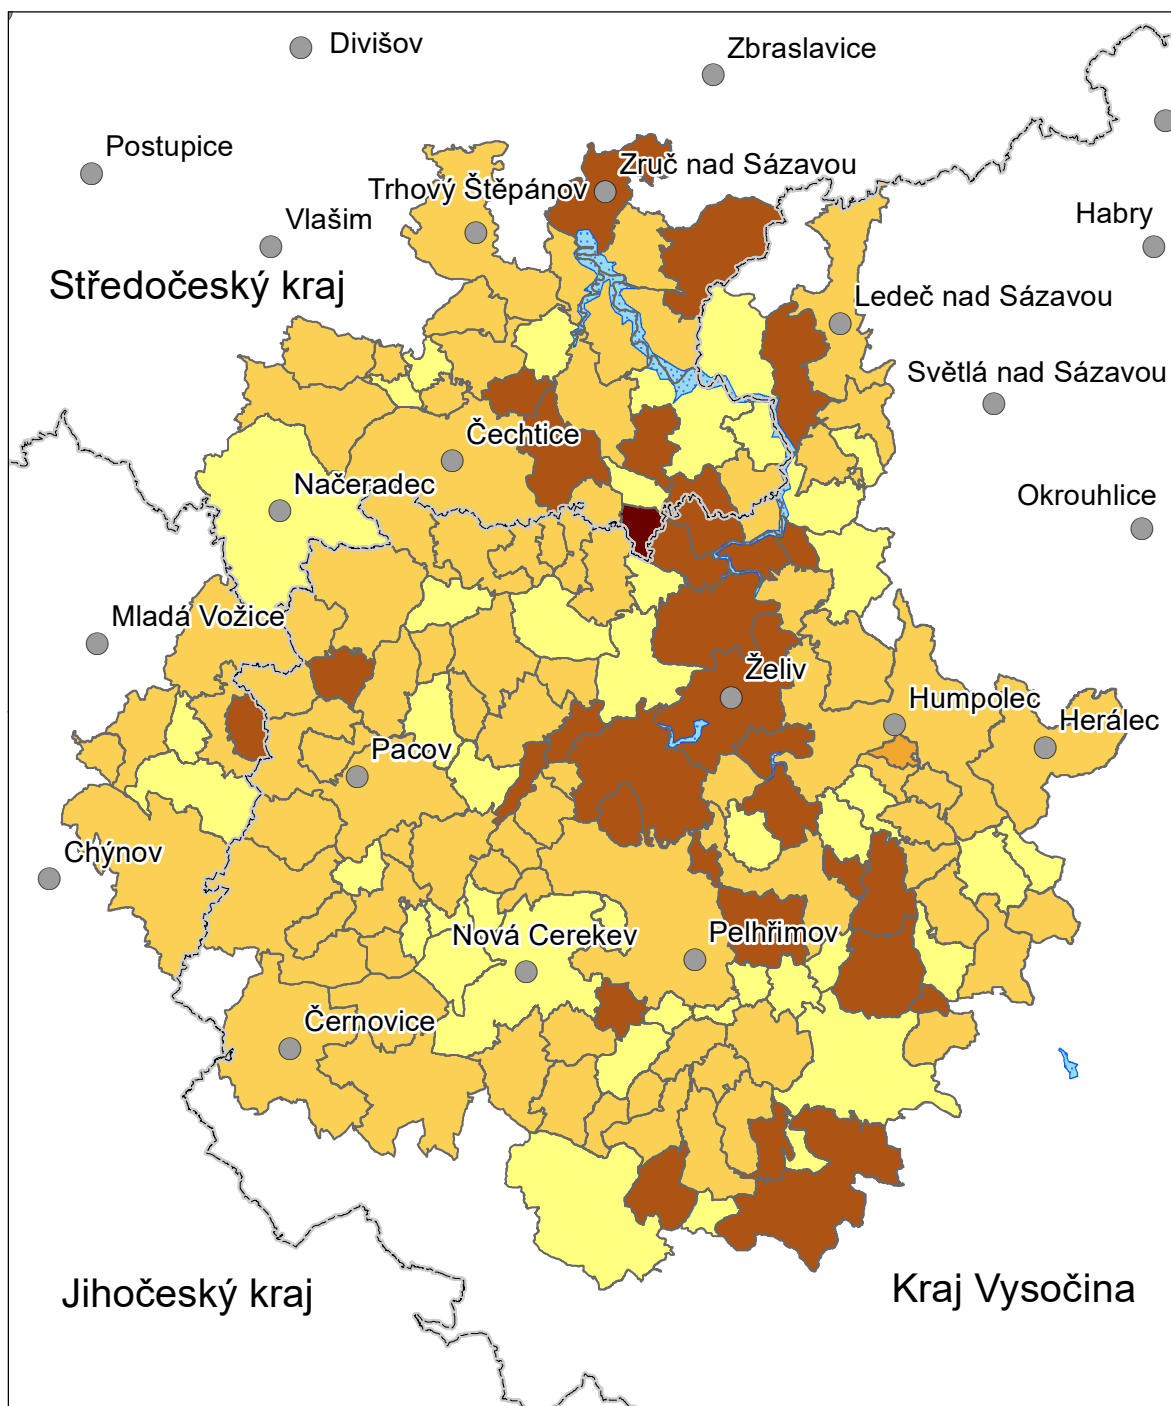 Divišov
Zbraslavice
Postupice
Zruč nad Sázavou
Trhový Štěpánov
Vlašim
Habry
Středočeský kraj
Ledeč nad Sázavou
Světlá nad Sázavou
Čechtice
Načeradec
Okrouhlice
Mladá Vožice
Želiv
Humpolec
Herálec
Pacov
Chýnov
Nová Cerekev
Pelhřimov
Černovice
Jihočeský kraj
Kraj Vysočina